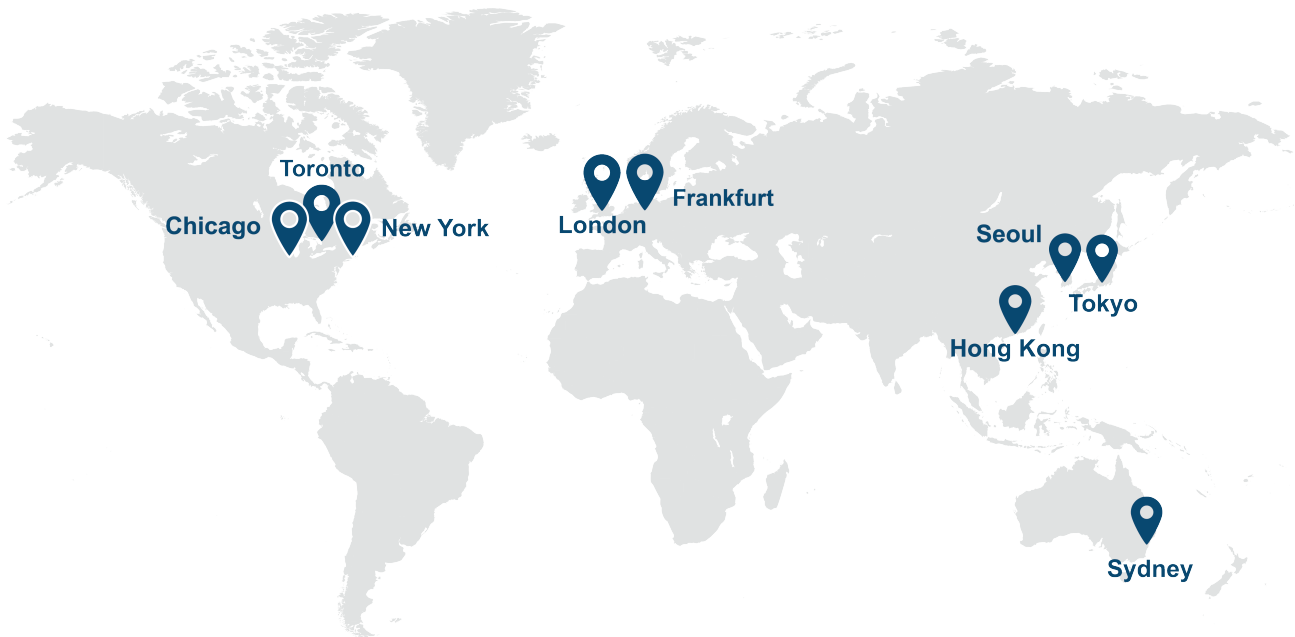 Toronto
Chicago
New York
London
Frankfurt
Seoul
Tokyo
Hong Kong
Sydney